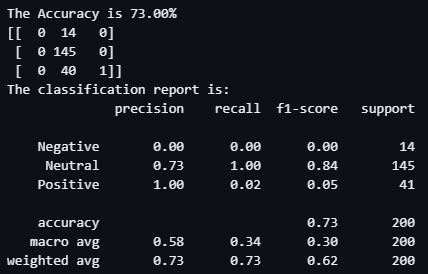 The Accuracy is 73.00%
[[  0  14   0]
 [  0 145   0]
 [  0  40   1]]
The classification report is:
              precision    recall  f1-score   support

    Negative       0.00      0.00      0.00        14
     Neutral       0.73      1.00      0.84       145
    Positive       1.00      0.02      0.05        41

    accuracy                           0.73       200
   macro avg       0.58      0.34      0.30       200
weighted avg       0.73      0.73      0.62       200